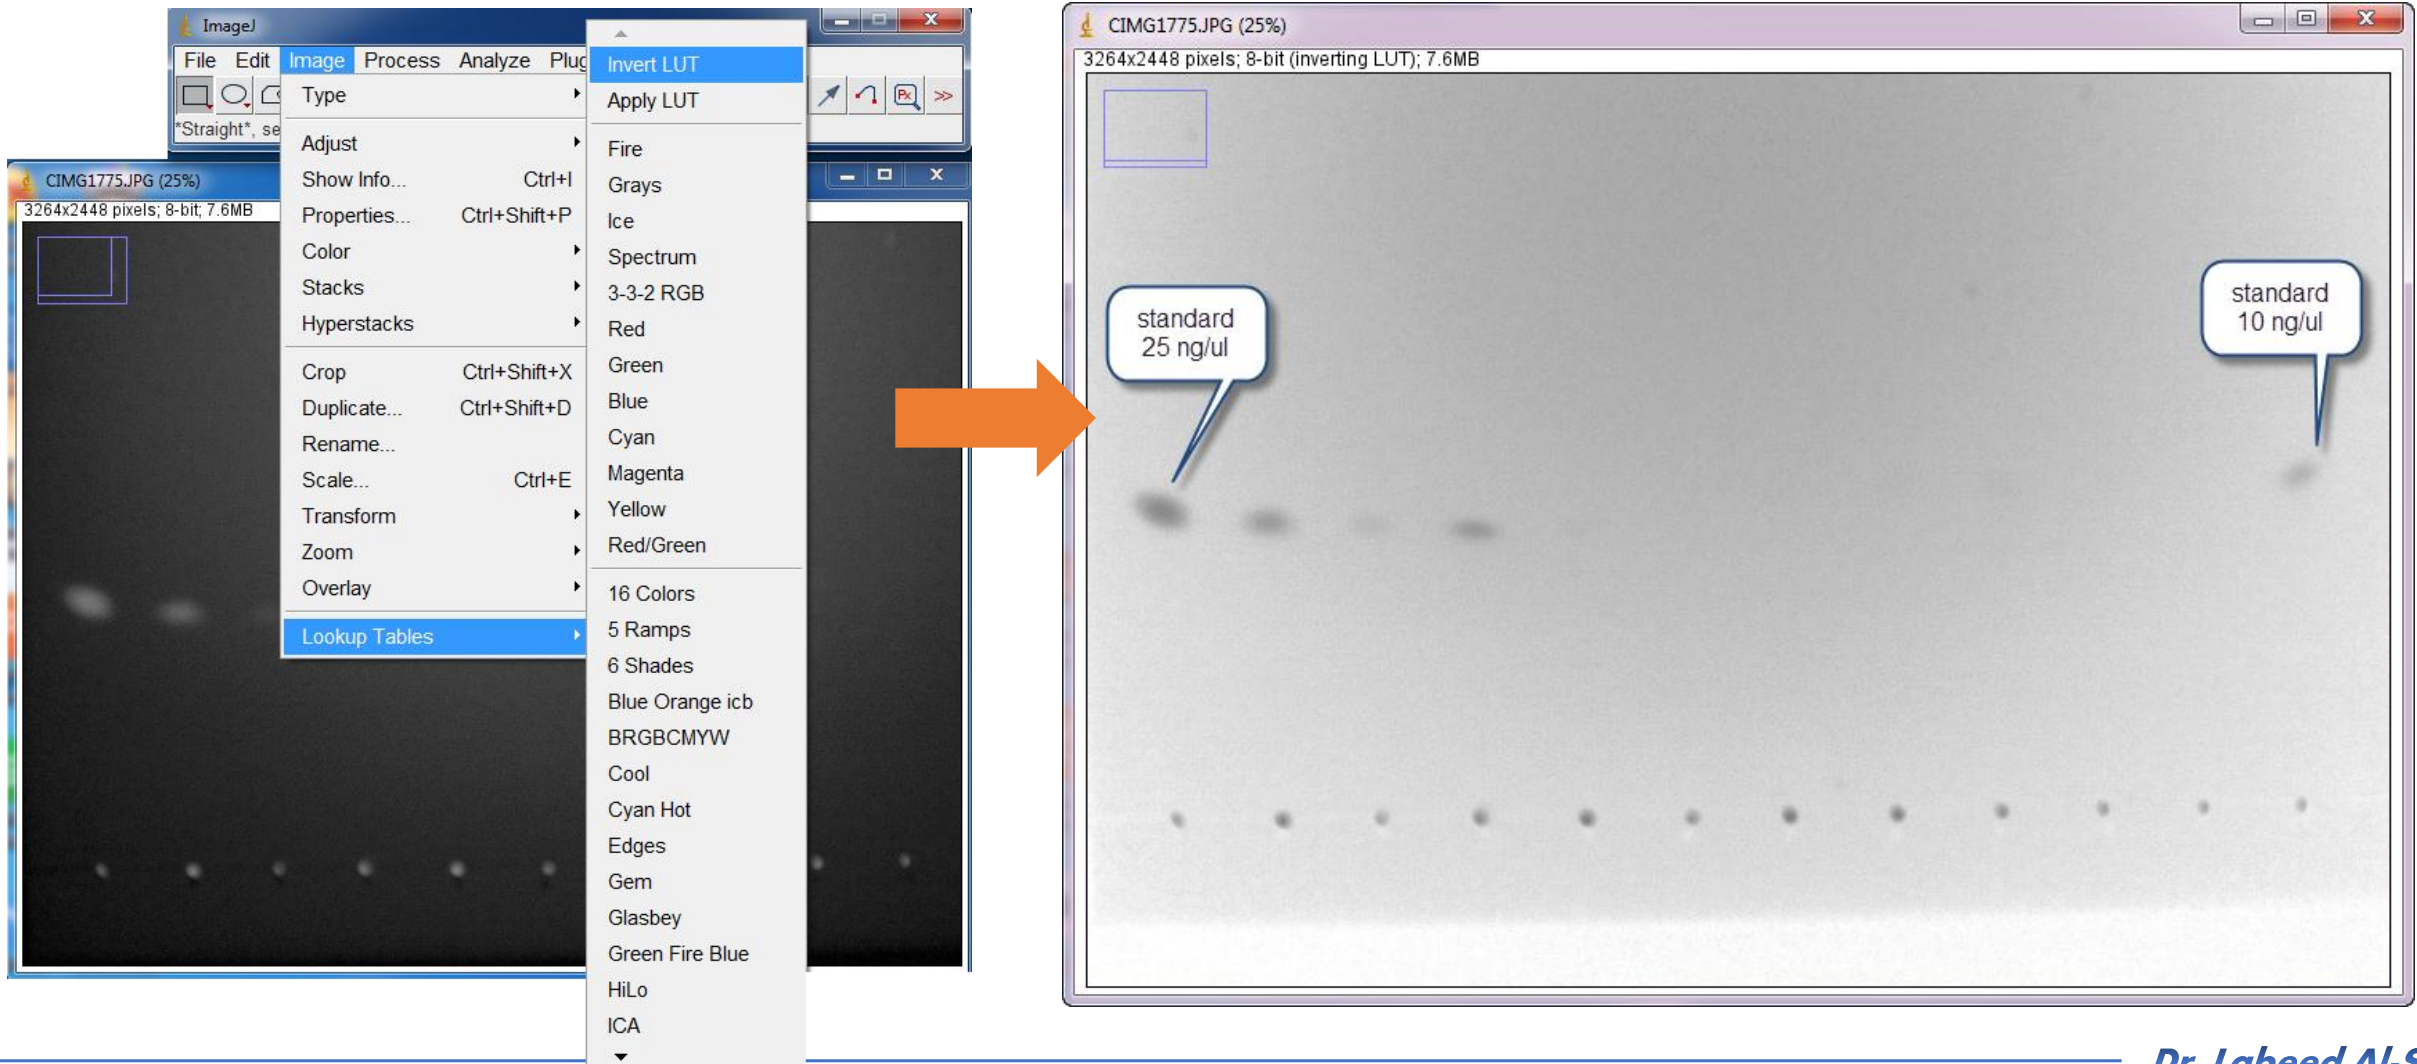 ImageJ
File Edit Image Process Analyze Plug
*Straight*, se
CIMG1775.JPG (25%)
3264x2448 pixels; 8-bit; 7.6MB
Type
Adjust
Show Info... Ctrl+I
Properties... Ctrl+Shift+P
Color
Stacks
Hyperstacks
Crop Ctrl+Shift+X
Duplicate... Ctrl+Shift+D
Rename...
Scale... Ctrl+E
Transform
Zoom
Overlay
Lookup Tables
Invert LUT
Apply LUT
Fire
Grays
Ice
Spectrum
3-3-2 RGB
Red
Green
Blue
Cyan
Magenta
Yellow
Red/Green
16 Colors
5 Ramps
6 Shades
Blue Orange icb
BRGBCMYW
Cool
Cyan Hot
Edges
Gem
Glasbey
Green Fire Blue
HiLo
ICA
CIMG1775.JPG (25%)
3264x2448 pixels; 8-bit (inverting LUT); 7.6MB
standard
25 ng/ul
standard
10 ng/ul
Dr. Labeed Al-S